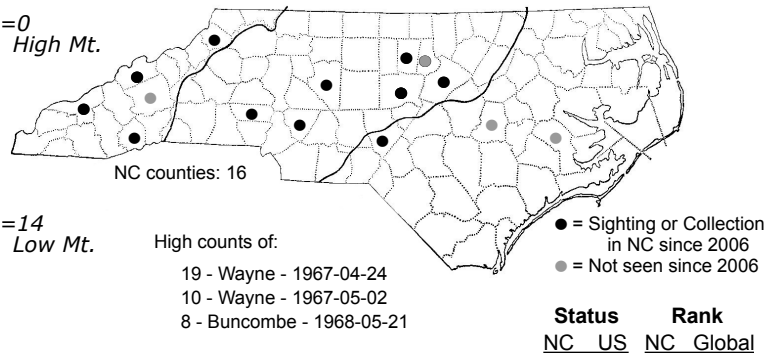 =0
High Mt.
NC counties: 16
=14
Low Mt.
High counts of:
19 - Wayne - 1967-04-24
10 - Wayne - 1967-05-02
8 - Buncombe - 1968-05-21
= Sighting or Collection
in NC since 2006
= Not seen since 2006
Status Rank
NC US NC Global